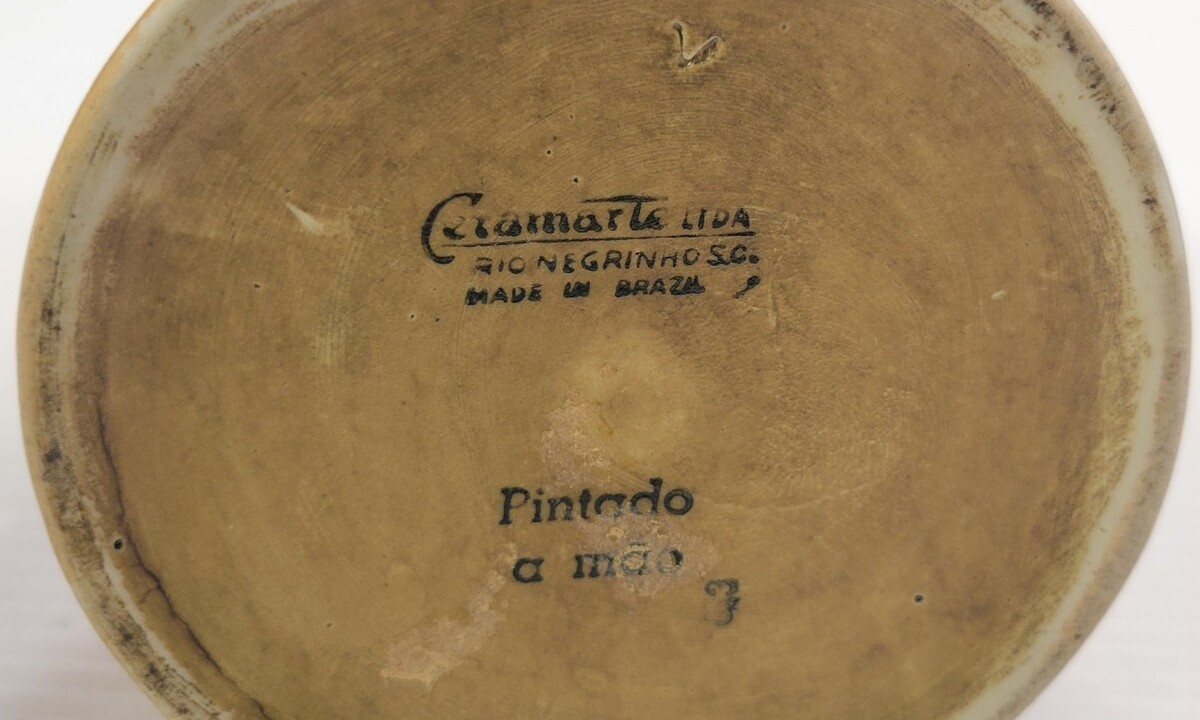 Ceramarte LTDA
RIO NEGRINHO S.C.
MADE IN BRAZIL
Pintado
a mão